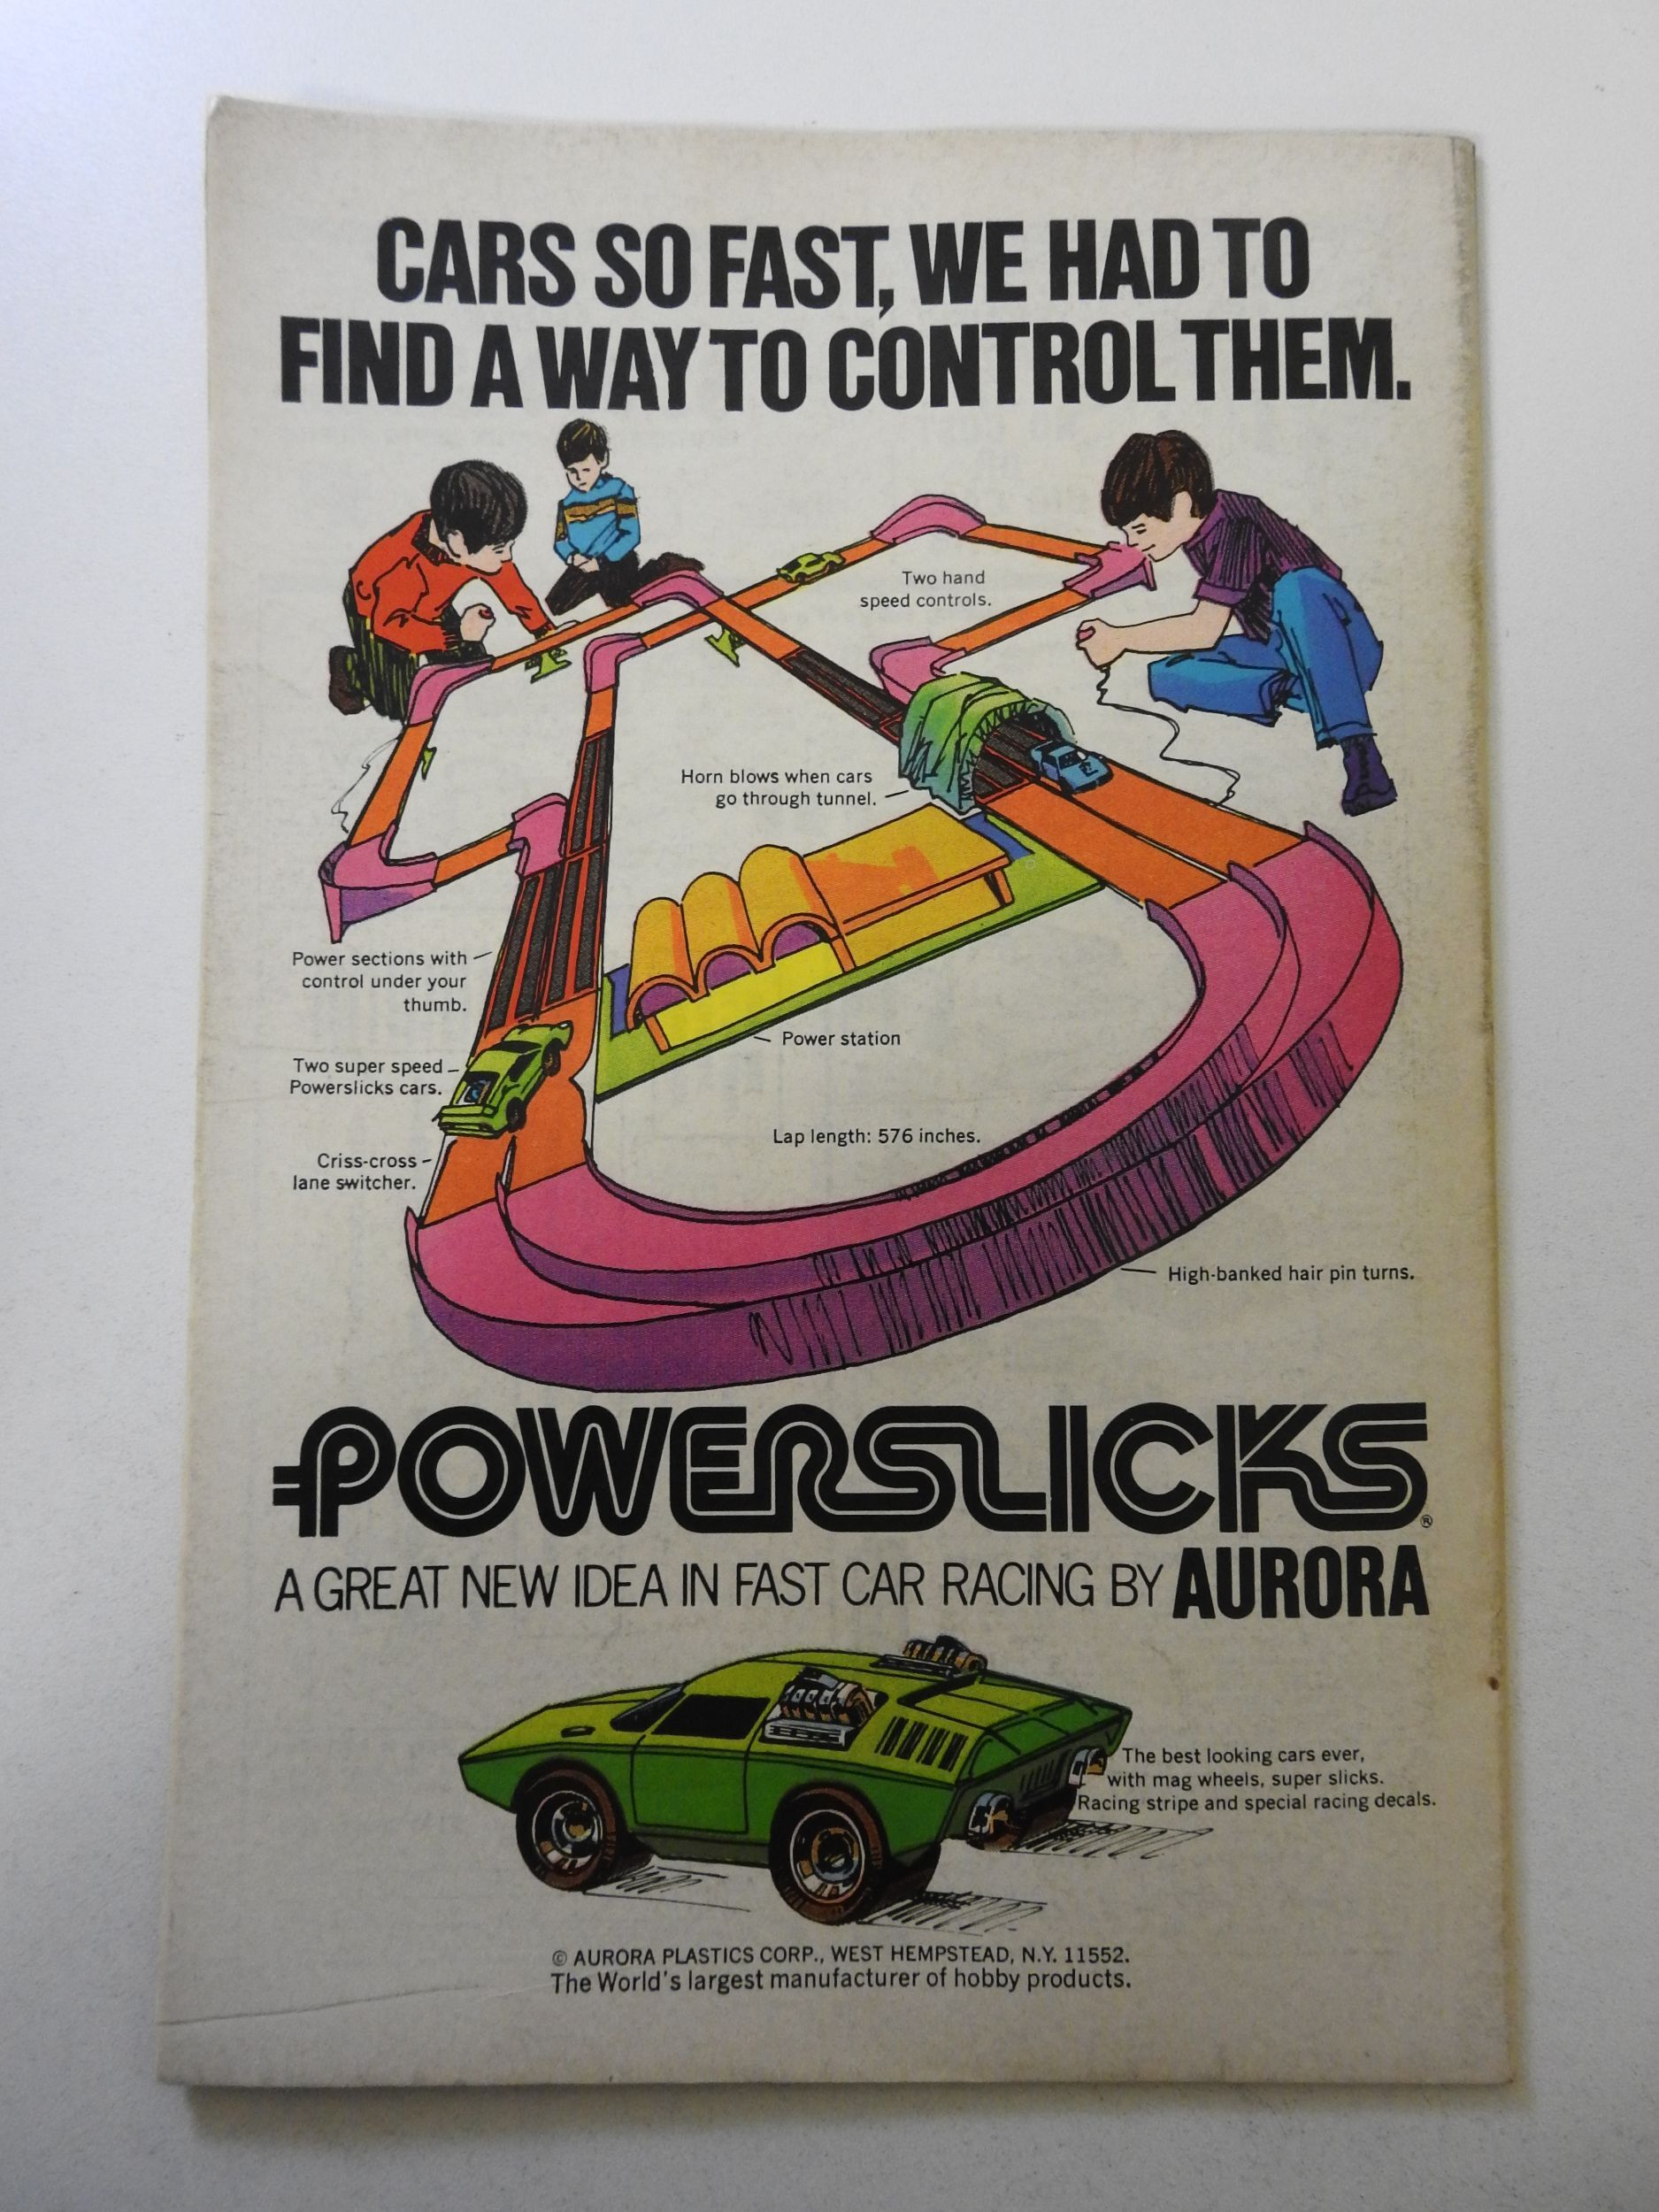 CARS SO FAST, WE HAD TO
FIND A WAY TO CONTROL THEM.
Two hand
speed controls.
Horn blows when cars
go through tunnel.
Power sections with
control under your
thumb.
Power station
Two super speed
Powerslicks cars.
Lap length: 576 inches.
Criss-cross
lane switcher.
High-banked hair pin turns.
POWERSLICKS®
A GREAT NEW IDEA IN FAST CAR RACING BY AURORA
The best looking cars ever,
with mag wheels, super slicks.
Racing stripe and special racing decals.
© AURORA PLASTICS CORP., WEST HEMPSTEAD, N.Y. 11552.
The World's largest manufacturer of hobby products.